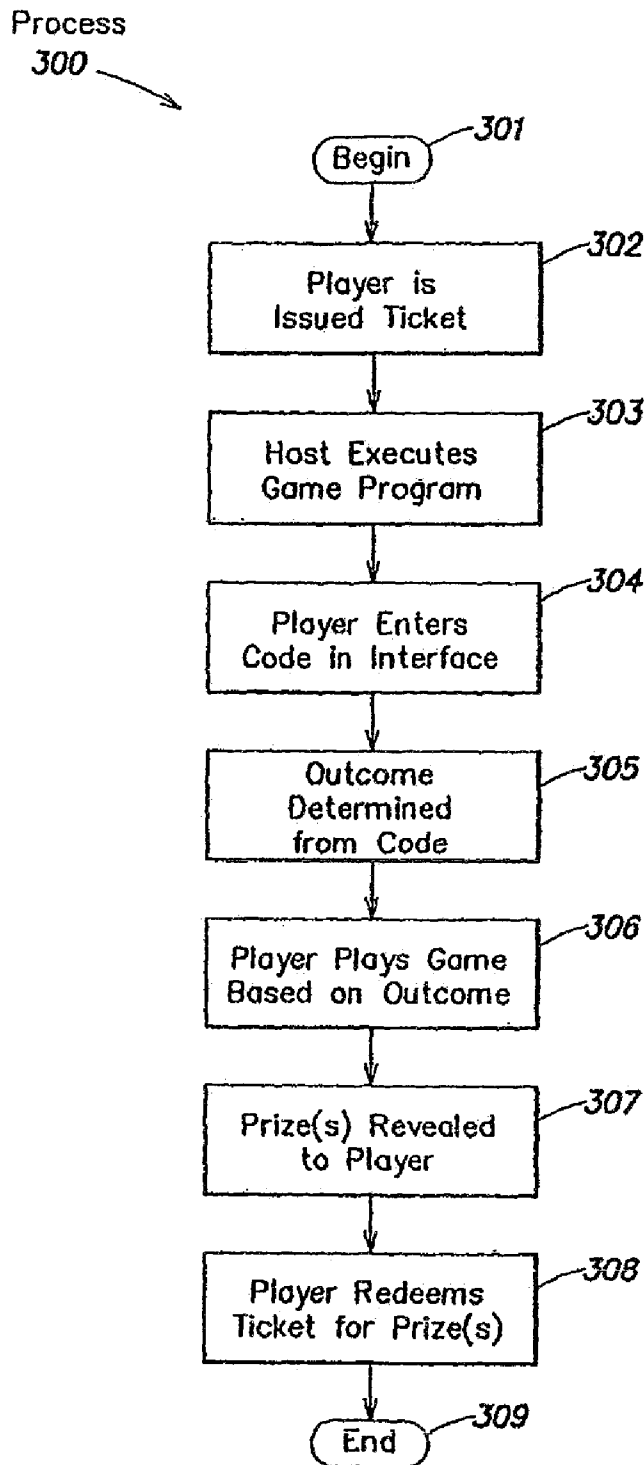 Process
300
301
Begin
302
Player is
Issued Ticket
303
Host Executes
Game Program
304
Player Enters
Code in Interface
305
Outcome
Determined
from Code
306
Player Plays Game
Based on Outcome
307
Prize(s) Revealed
to Player
308
Player Redeems
Ticket for Prize(s)
309
End